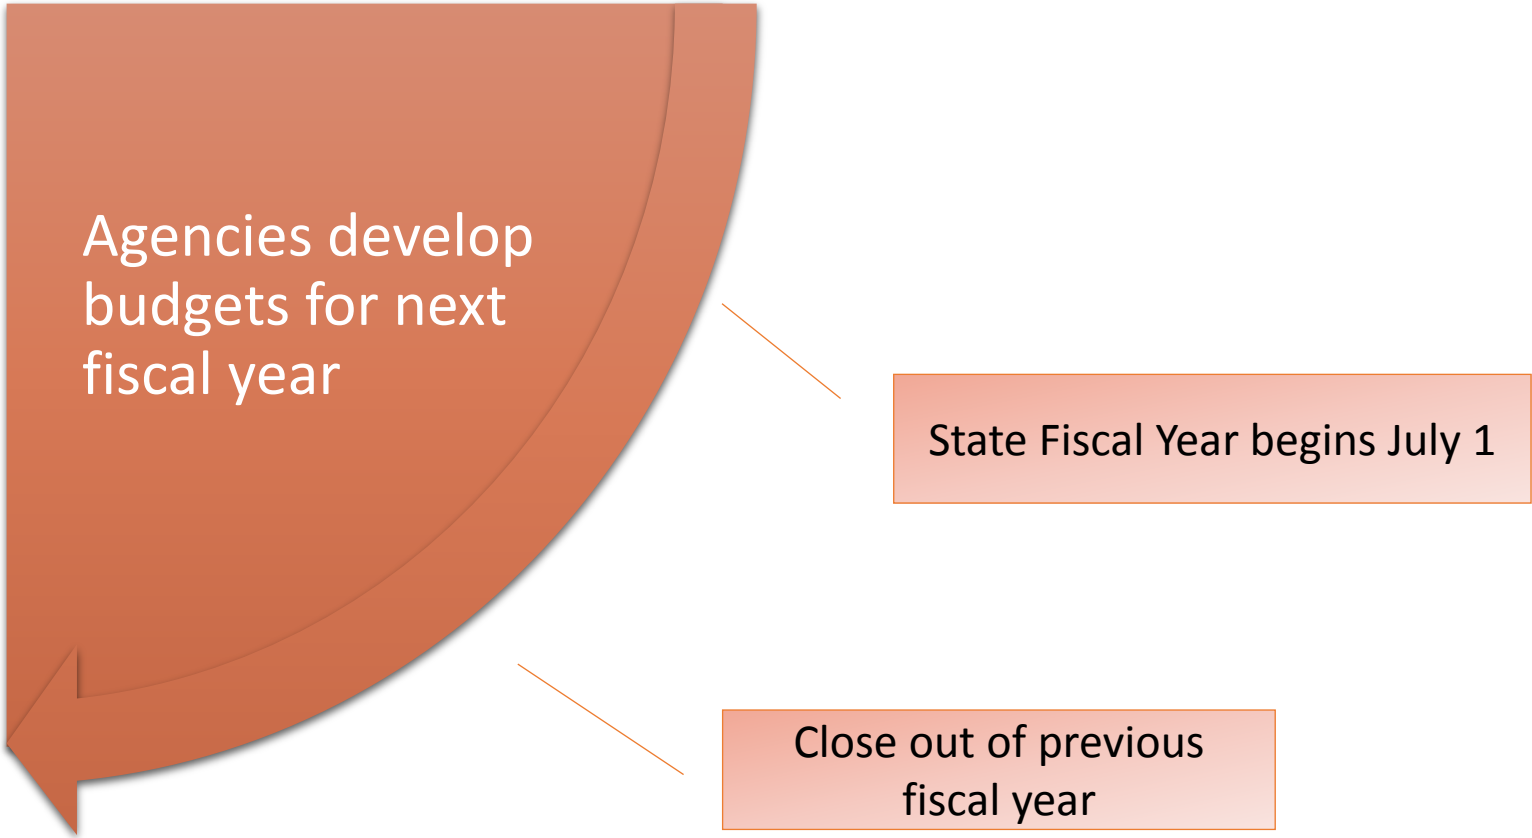 Agencies develop
budgets for next
fiscal year
State Fiscal Year begins July 1
Close out of previous
fiscal year